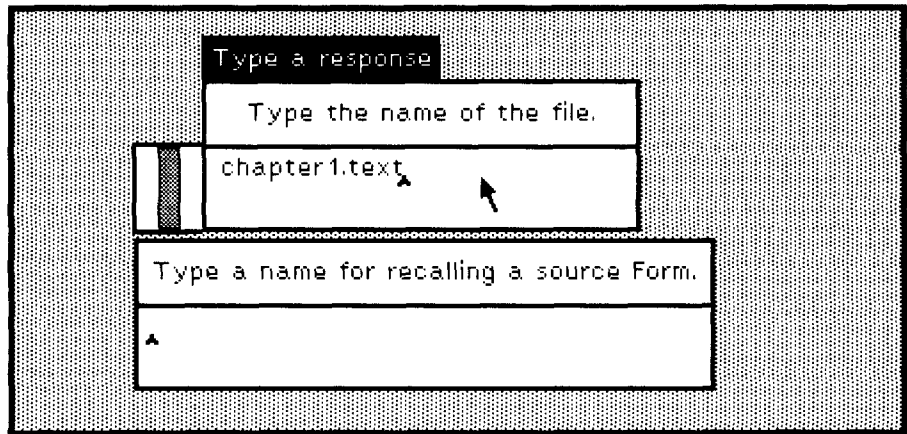 Type a response
Type the name of the file.
chapter1.text
Type a name for recalling a source Form.